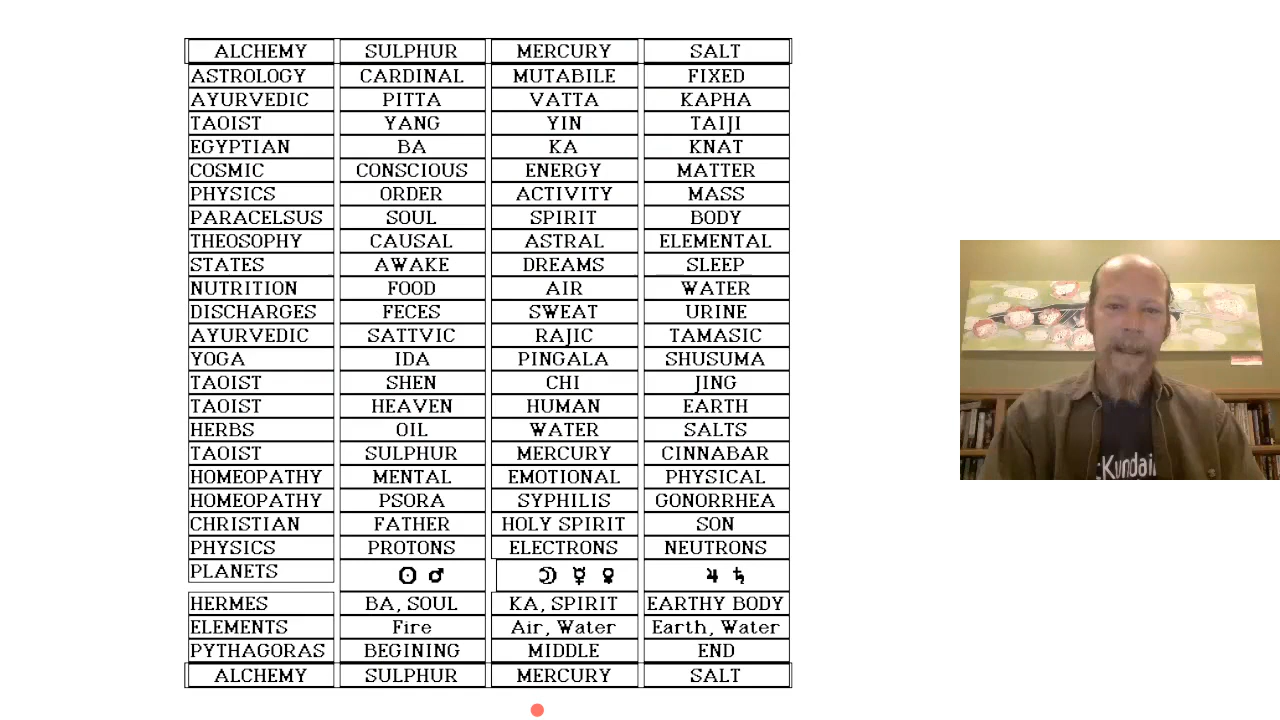 ALCHEMY SULPHUR MERCURY SALT
ASTROLOGY CARDINAL MUTABILE FIXED
AYURVEDIC PITTA VATTA KAPHA
TAOIST YANG YIN TAIJI
EGYPTIAN BA KA KNAT
COSMIC CONSCIOUS ENERGY MATTER
PHYSICS ORDER ACTIVITY MASS
PARACELSUS SOUL SPIRIT BODY
THEOSOPHY CAUSAL ASTRAL ELEMENTAL
STATES AWAKE DREAMS SLEEP
NUTRITION FOOD AIR WATER
DISCHARGES FECES SWEAT URINE
AYURVEDIC SATTVIC RAJIC TAMASIC
YOGA IDA PINGALA SHUSUMA
TAOIST SHEN CHI JING
TAOIST HEAVEN HUMAN EARTH
HERBS OIL WATER SALTS
TAOIST SULPHUR MERCURY CINNABAR
HOMEOPATHY MENTAL EMOTIONAL PHYSICAL
HOMEOPATHY PSORA SYPHILIS GONORRHEA
CHRISTIAN FATHER HOLY SPIRIT SON
PHYSICS PROTONS ELECTRONS NEUTRONS
PLANETS ☉ ♂ ☽ ☿ ♀ ♃ ♄
HERMES BA, SOUL KA, SPIRIT EARTHY BODY
ELEMENTS Fire Air, Water Earth, Water
PYTHAGORAS BEGINING MIDDLE END
ALCHEMY SULPHUR MERCURY SALT